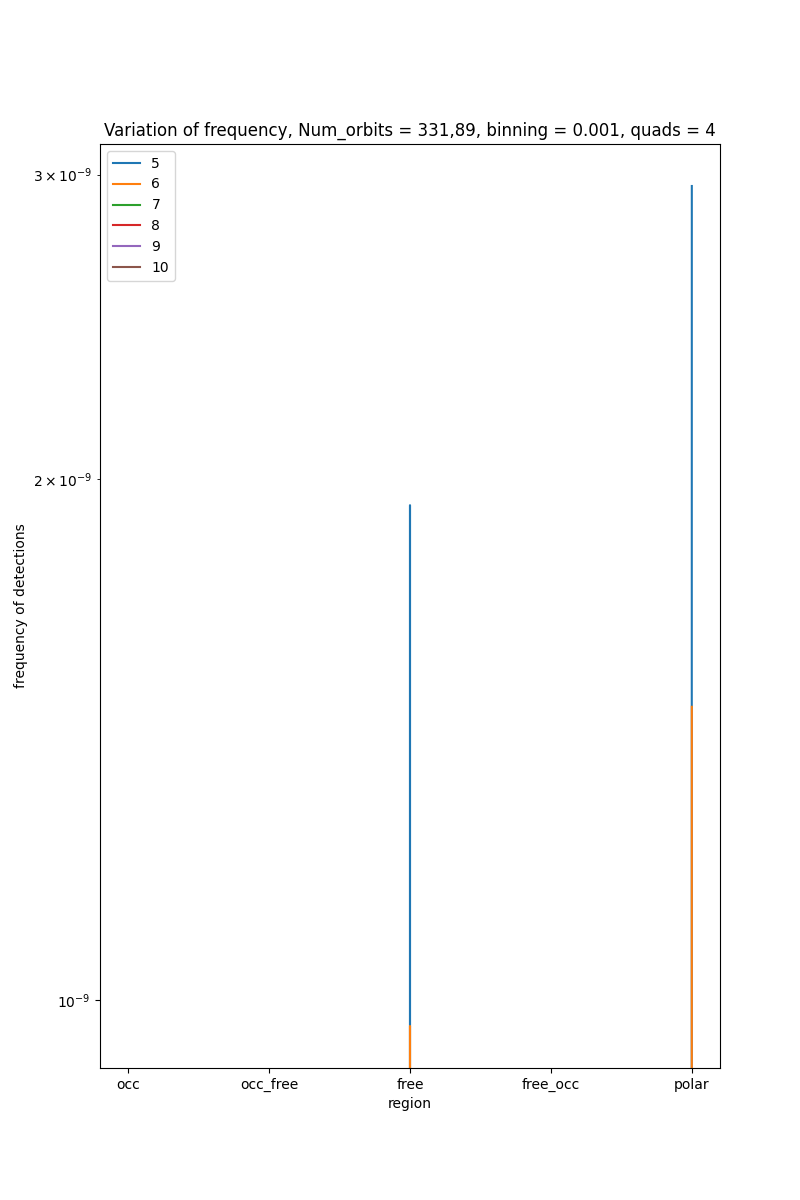 Variation of frequency, Num_orbits = 331,89, binning = 0.001, quads = 4
3 × 10⁻⁹
2 × 10⁻⁹
10⁻⁹
frequency of detections
5
6
7
8
9
10
occ
occ_free
free
free_occ
polar
region